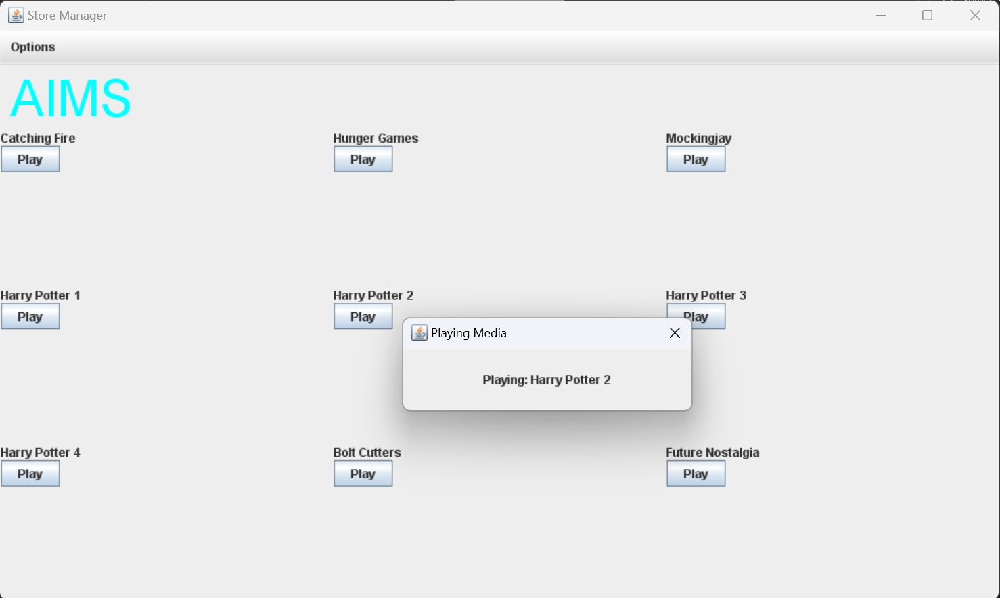 Store Manager
Options
AIMS
Catching Fire
Hunger Games
Mockingjay
Play
Play
Play
Harry Potter 1
Harry Potter 2
Harry Potter 3
Play
Play
Play
Playing Media
Playing: Harry Potter 2
Harry Potter 4
Bolt Cutters
Future Nostalgia
Play
Play
Play